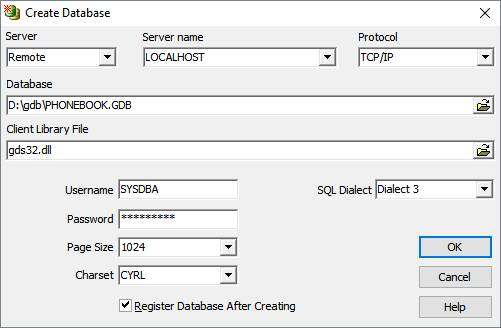 Create Database
Server Server name Protocol
Remote LOCALHOST TCP/IP
Database
D:\gdb\PHONEBOOK.GDB
Client Library File
gds32.dll
Username SYSDBA SQL Dialect Dialect 3
Password *********
Page Size 1024 OK
Charset CYRL Cancel
Register Database After Creating Help